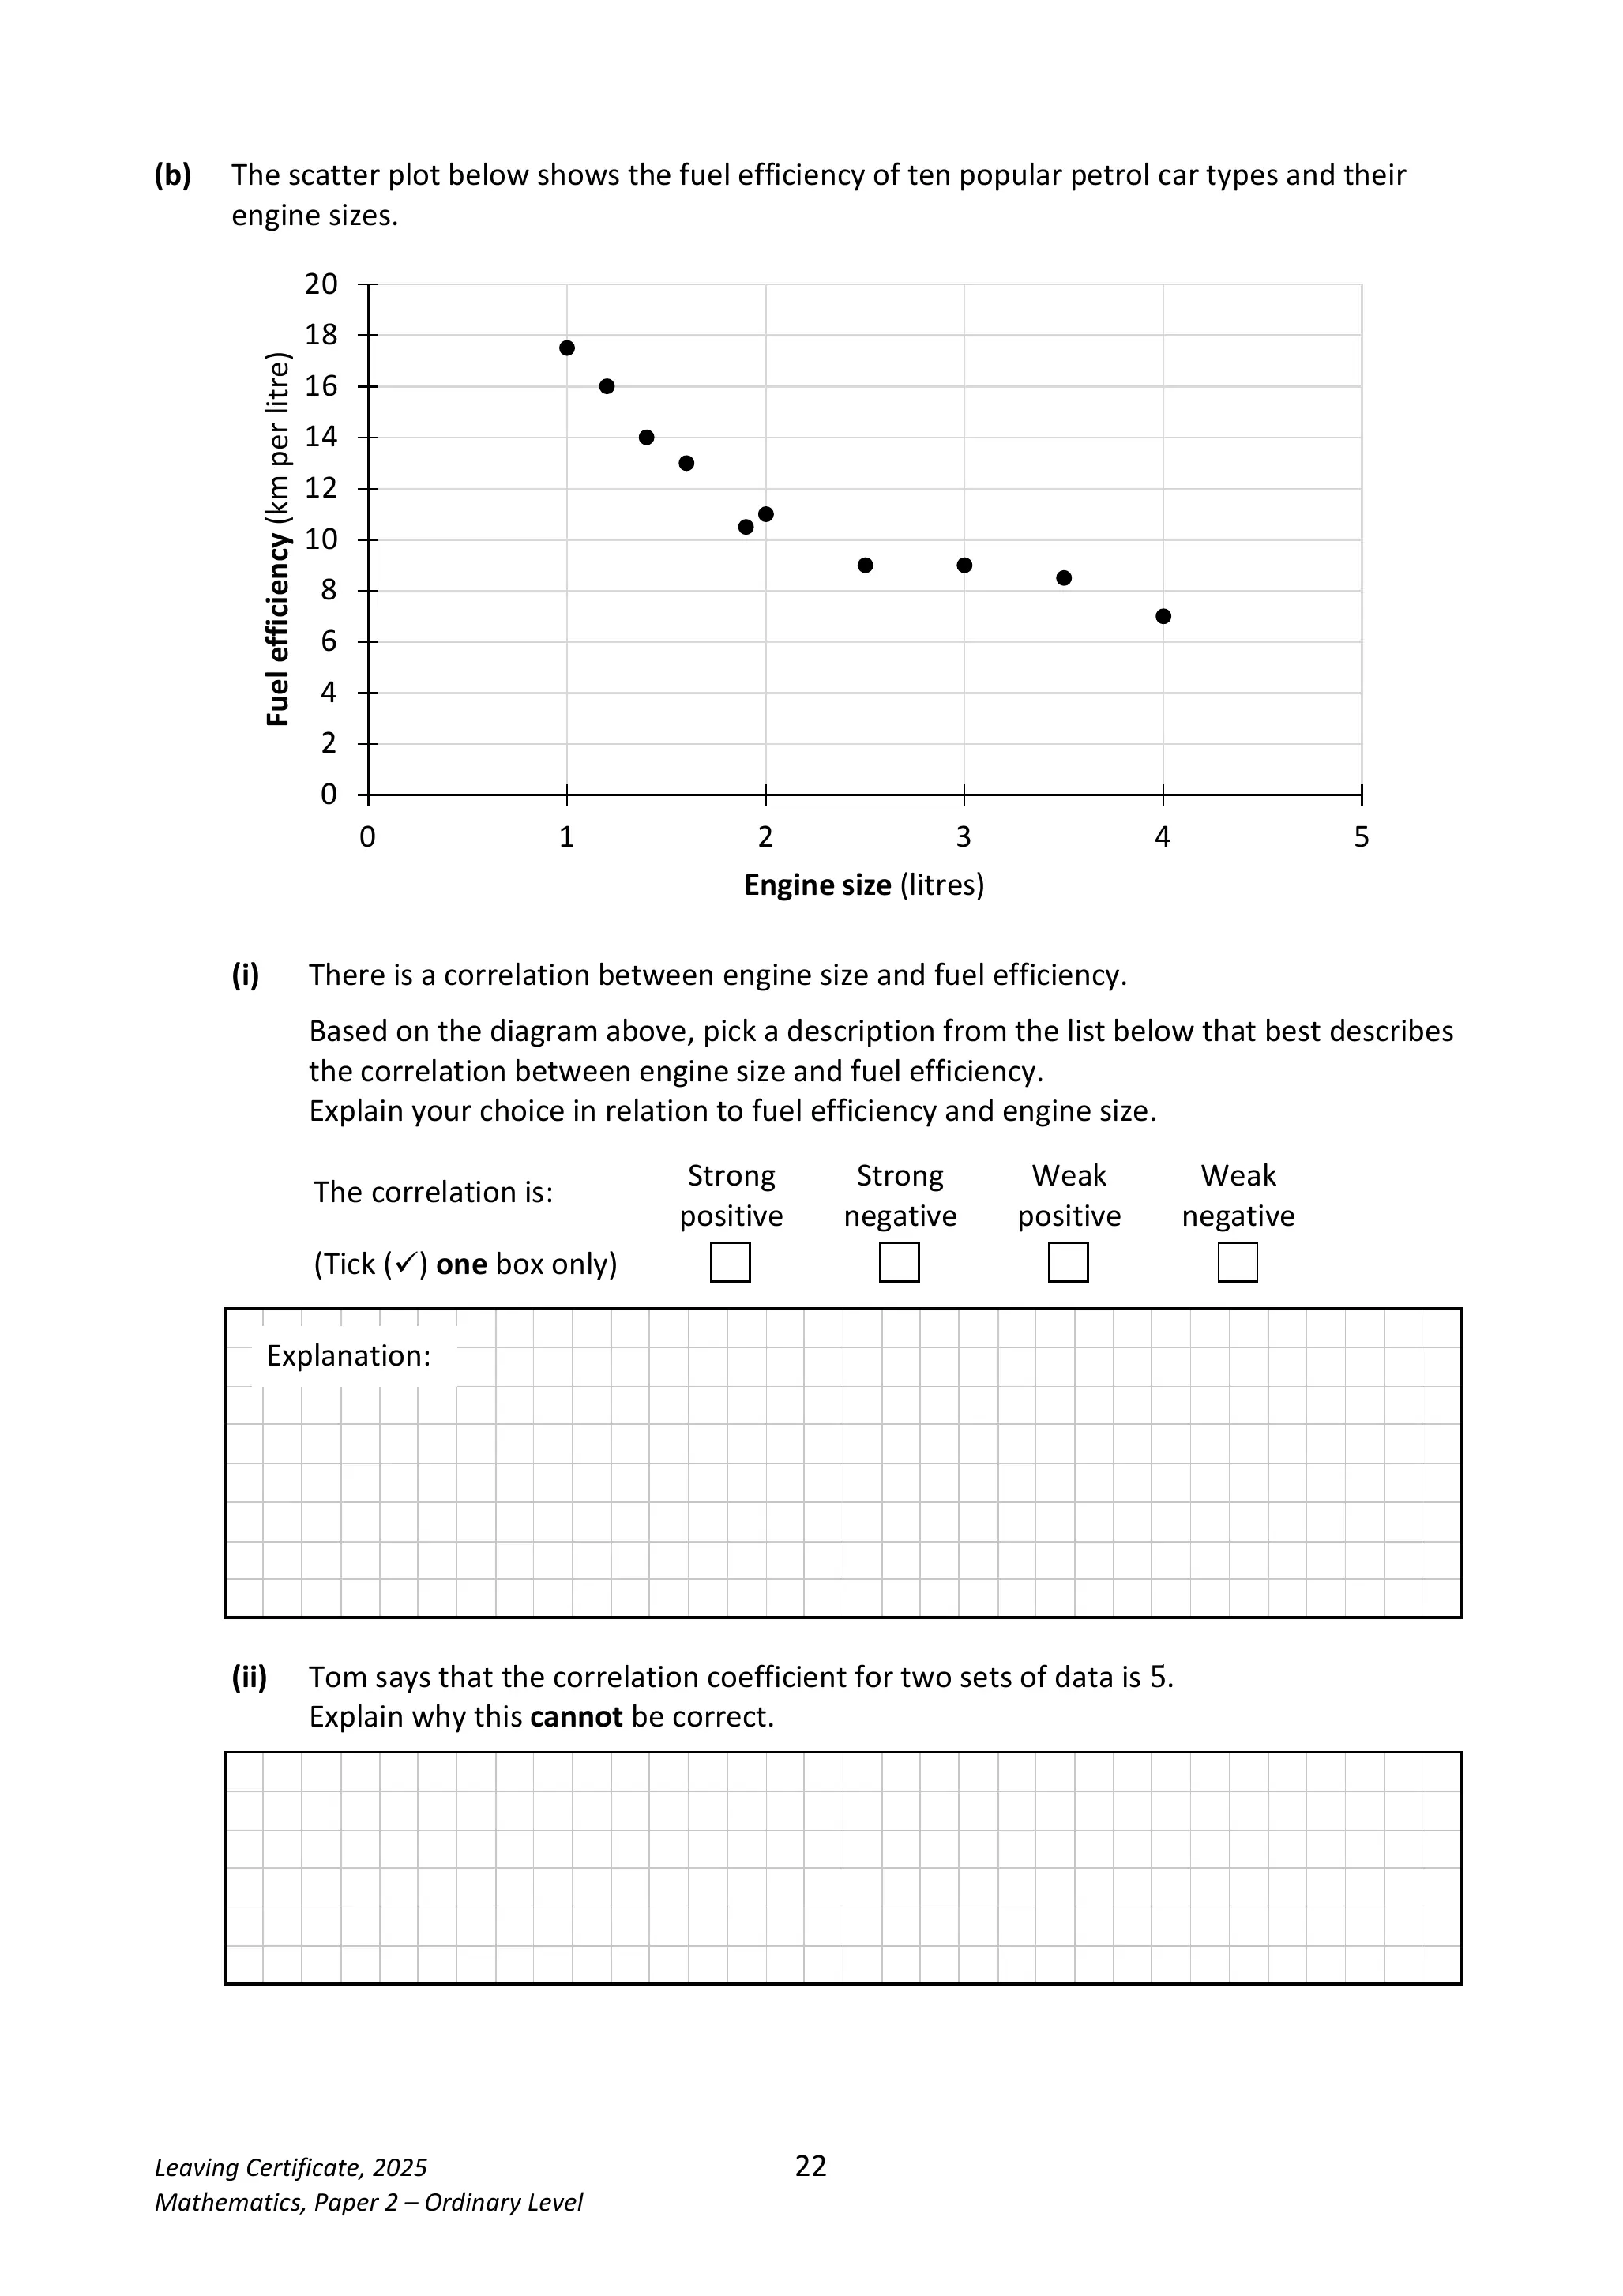 (b) The scatter plot below shows the fuel efficiency of ten popular petrol car types and their
engine sizes.
20
18
16
14
12
10
8
6
4
2
0
Fuel efficiency (km per litre)
0 1 2 3 4 5
Engine size (litres)
(i) There is a correlation between engine size and fuel efficiency.
Based on the diagram above, pick a description from the list below that best describes
the correlation between engine size and fuel efficiency.
Explain your choice in relation to fuel efficiency and engine size.
The correlation is:
Strong positive
Strong negative
Weak positive
Weak negative
(Tick (✓) one box only)
Explanation:
(ii) Tom says that the correlation coefficient for two sets of data is 5.
Explain why this cannot be correct.
Leaving Certificate, 2025
22
Mathematics, Paper 2 – Ordinary Level